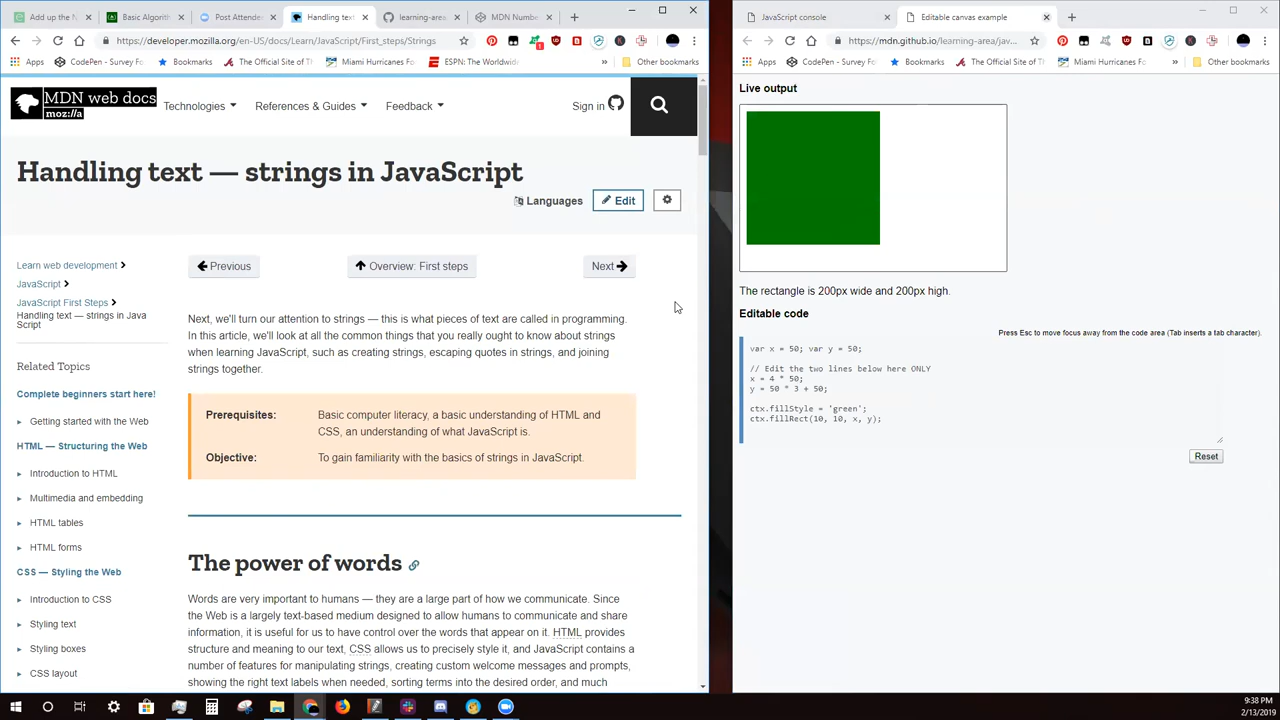 Add up the N
Basic Algorith
Post Attende
Handling text
learning-area
MDN Numbe
JavaScript console
Editable canvas example
https://developer.mozilla.org/en-US/docs/Learn/JavaScript/First_steps/Strings
https://mdn.github.io/learning-area/jav...
Apps
CodePen - Survey Fo
Bookmarks
The Official Site of T
Miami Hurricanes F
ESPN: The Worldwide
Other bookmarks
Apps
CodePen - Survey Fo
Bookmarks
The Official Site of T
Miami Hurricanes F
Other bookmarks
MDN web docs
moz://a
Technologies
References & Guides
Feedback
Sign in
Handling text — strings in JavaScript
Languages
Edit
Learn web development
JavaScript
JavaScript First Steps
Handling text — strings in Java
Script
Related Topics
Complete beginners start here!
Getting started with the Web
HTML — Structuring the Web
Introduction to HTML
Multimedia and embedding
HTML tables
HTML forms
CSS — Styling the Web
Introduction to CSS
Styling text
Styling boxes
CSS layout
Previous
Overview: First steps
Next
Next, we'll turn our attention to strings — this is what pieces of text are called in programming.
In this article, we'll look at all the common things that you really ought to know about strings
when learning JavaScript, such as creating strings, escaping quotes in strings, and joining
strings together.
Prerequisites: Basic computer literacy, a basic understanding of HTML and
CSS, an understanding of what JavaScript is.
Objective: To gain familiarity with the basics of strings in JavaScript.
The power of words
Words are very important to humans — they are a large part of how we communicate. Since
the Web is a largely text-based medium designed to allow humans to communicate and share
information, it is useful for us to have control over the words that appear on it. HTML provides
structure and meaning to our text, CSS allows us to precisely style it, and JavaScript contains a
number of features for manipulating strings, creating custom welcome messages and prompts,
showing the right text labels when needed, sorting terms into the desired order, and much
Live output
The rectangle is 200px wide and 200px high.
Editable code
Press Esc to move focus away from the code area (Tab inserts a tab character).
var x = 50; var y = 50;
// Edit the two lines below here ONLY
x = 4 * 50;
y = 50 * 3 + 50;
ctx.fillStyle = 'green';
ctx.fillRect(10, 10, x, y);
Reset
9:38 PM
2/13/2019